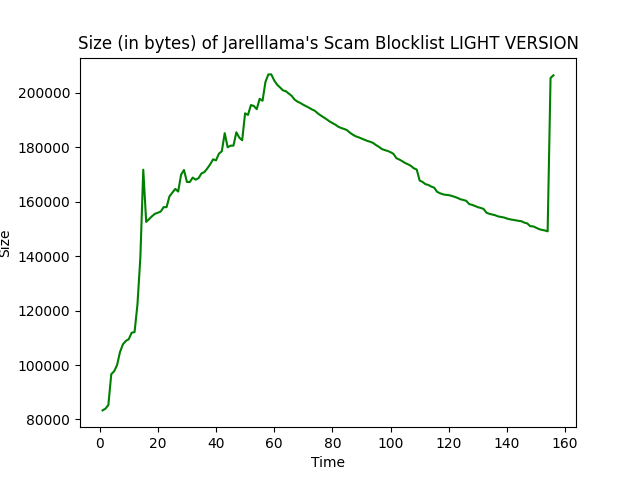 Size (in bytes) of Jarelllama's Scam Blocklist LIGHT VERSION
200000
180000
160000
140000
120000
100000
80000
Size
0 20 40 60 80 100 120 140 160
Time